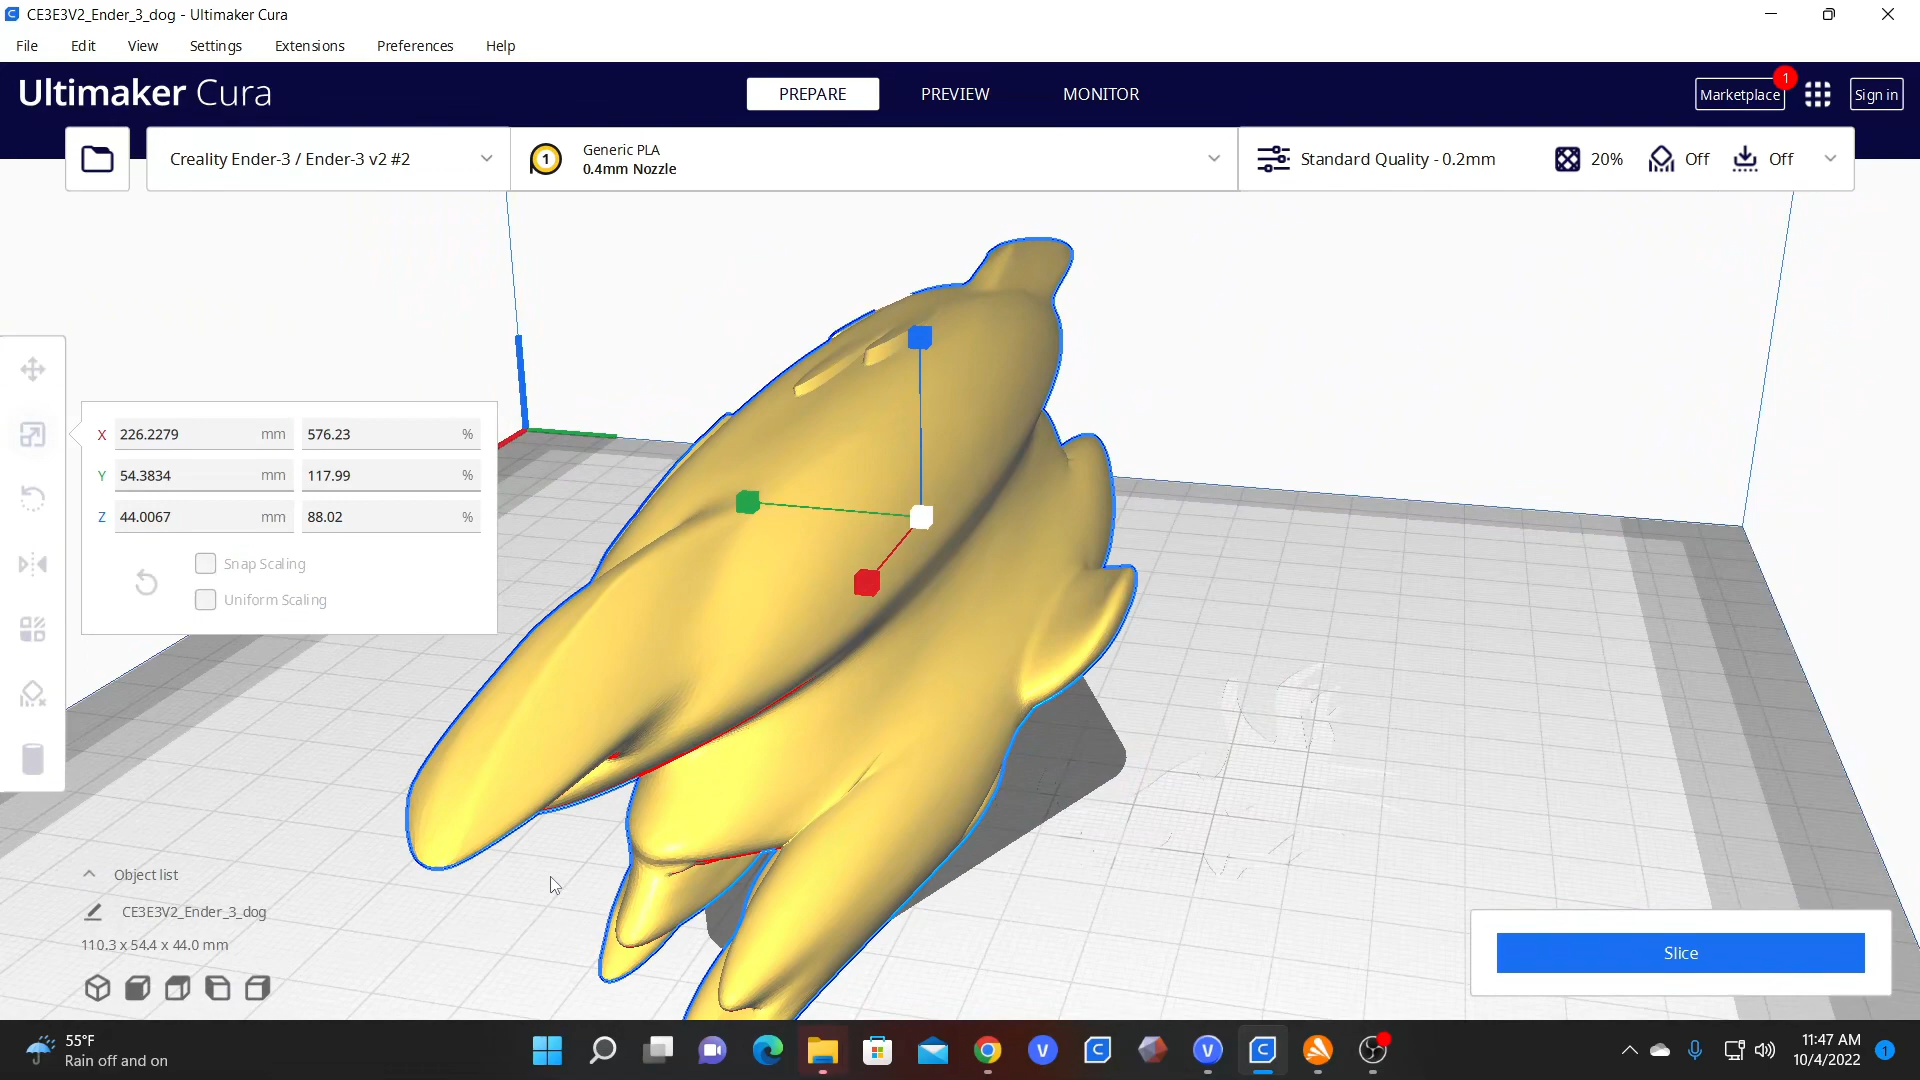 CE3E3V2_Ender_3_dog - Ultimaker Cura
File Edit View Settings Extensions Preferences Help
Ultimaker Cura
PREPARE PREVIEW MONITOR
Marketplace 1 Sign in
Creality Ender-3 / Ender-3 v2 #2
1 Generic PLA
0.4mm Nozzle
Standard Quality - 0.2mm 20% Off Off
X 226.2279 mm 576.23 %
Y 54.3834 mm 117.99 %
Z 44.0067 mm 88.02 %
Snap Scaling
Uniform Scaling
Object list
CE3E3V2_Ender_3_dog
110.3 x 54.4 x 44.0 mm
Slice
55°F
Rain off and on
11:47 AM
10/4/2022
1